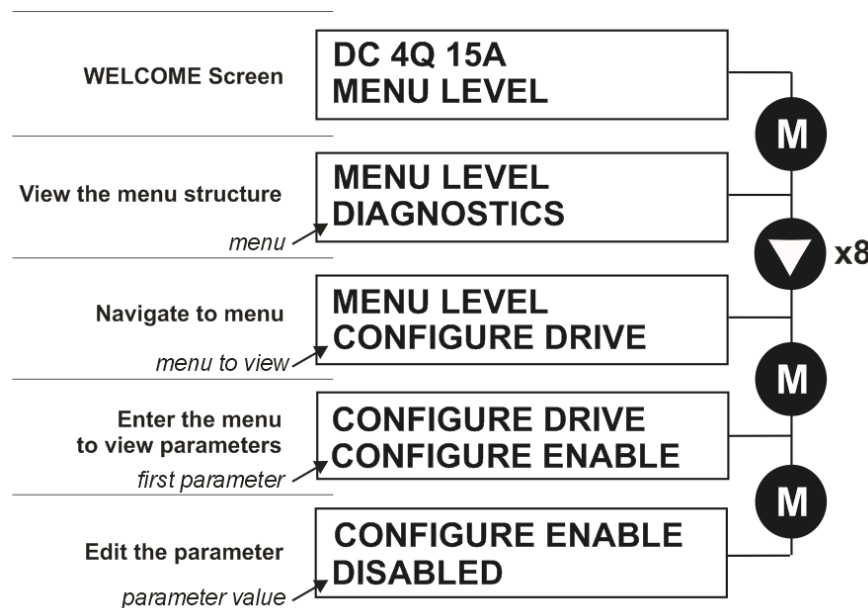 WELCOME Screen
DC 4Q 15A
MENU LEVEL
M
View the menu structure
menu
MENU LEVEL
DIAGNOSTICS
x8
Navigate to menu
menu to view
MENU LEVEL
CONFIGURE DRIVE
M
Enter the menu
to view parameters
first parameter
CONFIGURE DRIVE
CONFIGURE ENABLE
M
Edit the parameter
parameter value
CONFIGURE ENABLE
DISABLED